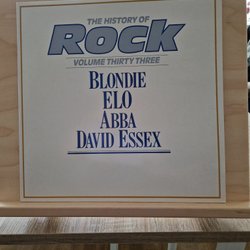 THE HISTORY OF
Rock
VOLUME THIRTY THREE
BLONDIE
ELO
ABBA
DAVID ESSEX